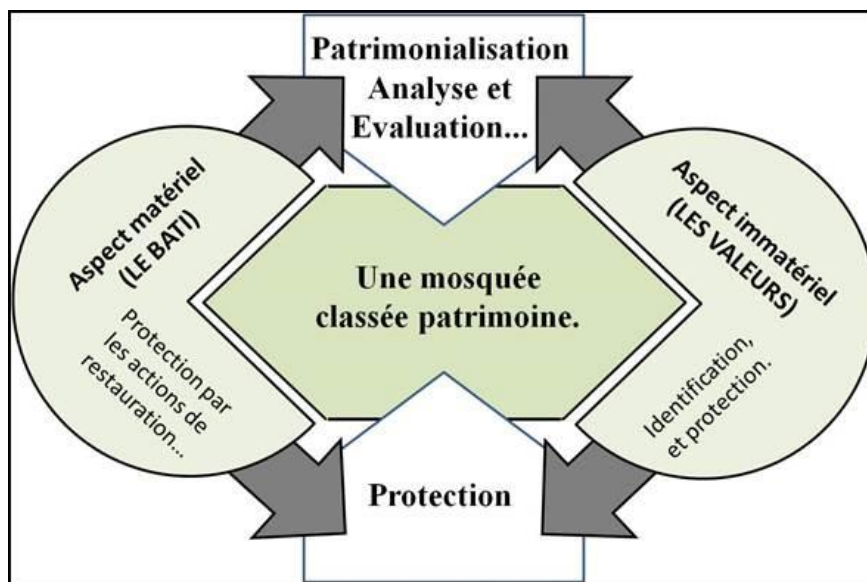 Patrimonialisation
Analyse et
Evaluation...
Aspect matériel
(LE BATI)
Protection par
les actions de
restauration...
Une mosquée
classée patrimoine.
Aspect immatériel
(LES VALEURS)
Identification,
et protection.
Protection